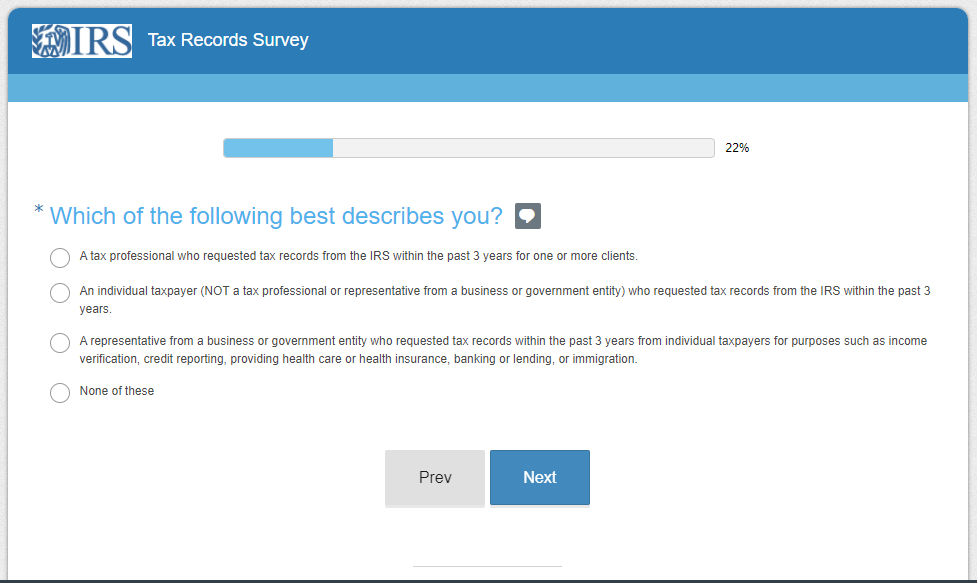 IRS Tax Records Survey
22%
* Which of the following best describes you?
A tax professional who requested tax records from the IRS within the past 3 years for one or more clients.
An individual taxpayer (NOT a tax professional or representative from a business or government entity) who requested tax records from the IRS within the past 3
years.
A representative from a business or government entity who requested tax records within the past 3 years from individual taxpayers for purposes such as income
verification, credit reporting, providing health care or health insurance, banking or lending, or immigration.
None of these
Prev Next